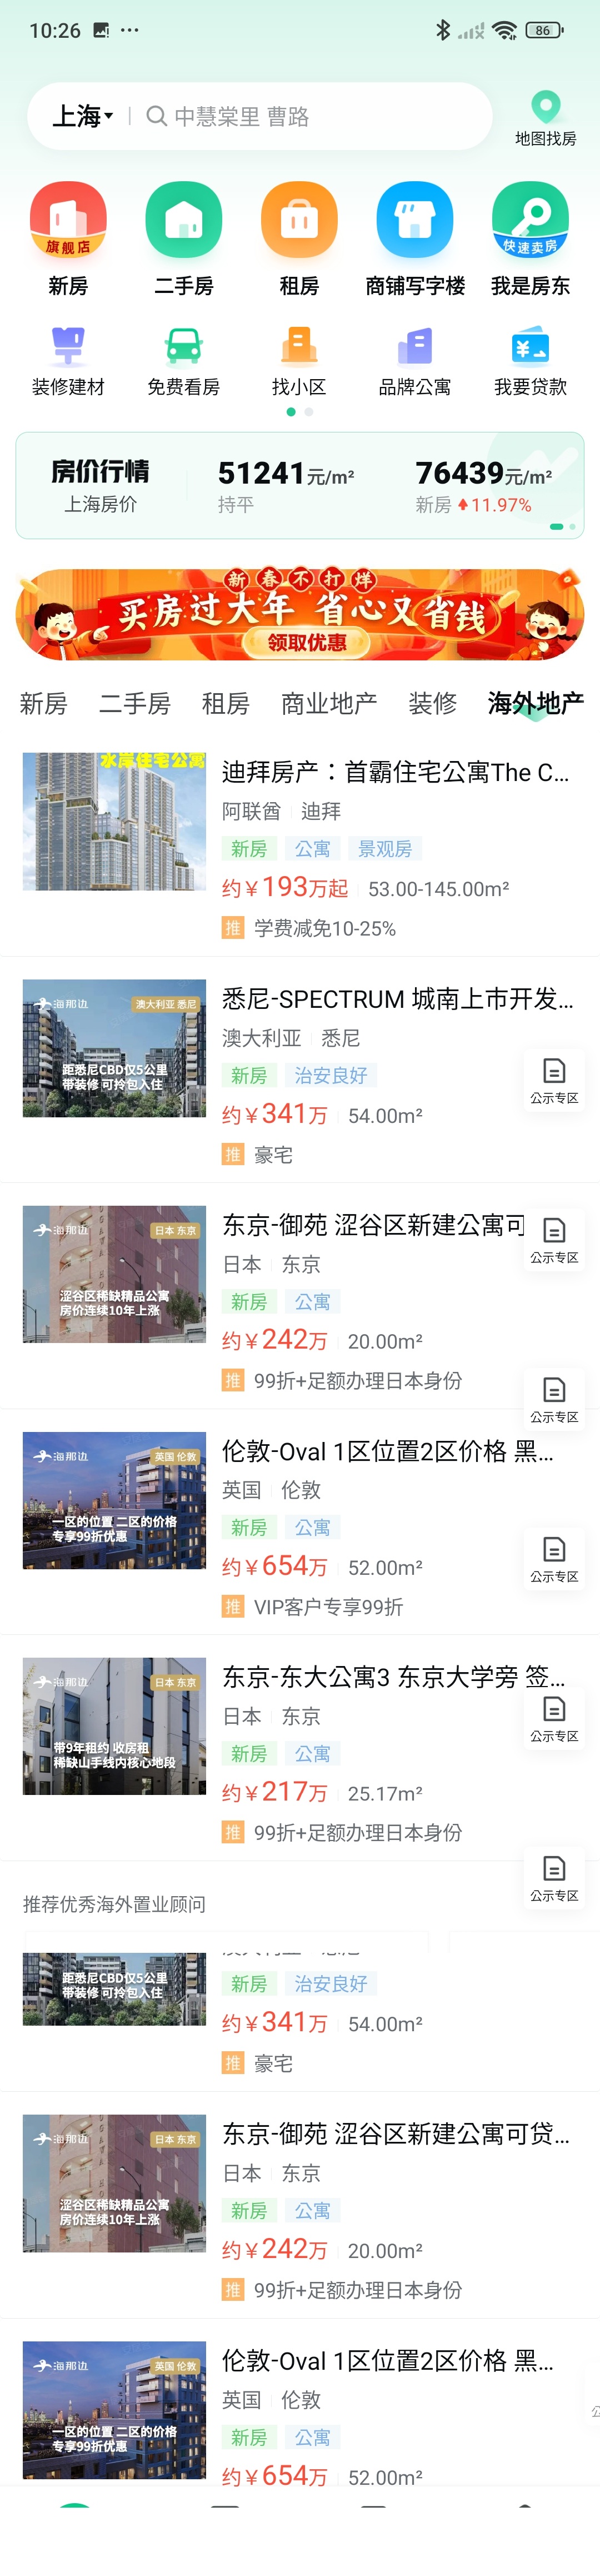 10:26
86
上海
中慧棠里 曹路
地图找房
旗舰店
快速卖房
新房
二手房
租房
商铺写字楼
我是房东
装修建材
免费看房
找小区
品牌公寓
我要贷款
房价行情
51241元/m²
76439元/m²
上海房价
持平
新房 11.97%
新春不打烊
买房过大年 省心又省钱
领取优惠
新房
二手房
租房
商业地产
装修
海外地产
水岸住宅公寓
迪拜房产：首霸住宅公寓The C...
阿联酋 迪拜
新房 公寓 景观房
约¥193万起 53.00-145.00m²
推 学费减免10-25%
海那边
澳大利亚 悉尼
距悉尼CBD仅5公里
带装修 可拎包入住
悉尼-SPECTRUM 城南上市开发...
澳大利亚 悉尼
新房 治安良好
约¥341万 54.00m²
推 豪宅
公示专区
海那边
日本 东京
涩谷区稀缺精品公寓
房价连续10年上涨
东京-御苑 涩谷区新建公寓可
日本 东京
新房 公寓
约¥242万 20.00m²
推 99折+足额办理日本身份
公示专区
公示专区
海那边
英国 伦敦
一区的位置 二区的价格
专享99折优惠
伦敦-Oval 1区位置2区价格 黑...
英国 伦敦
新房 公寓
约¥654万 52.00m²
推 VIP客户专享99折
公示专区
海那边
日本 东京
带9年租约 收房租
稀缺山手线内核心地段
东京-东大公寓3 东京大学旁 签...
日本 东京
新房 公寓
约¥217万 25.17m²
推 99折+足额办理日本身份
公示专区
公示专区
推荐优秀海外置业顾问
距悉尼CBD仅5公里
带装修 可拎包入住
新房 治安良好
约¥341万 54.00m²
推 豪宅
海那边
日本 东京
涩谷区稀缺精品公寓
房价连续10年上涨
东京-御苑 涩谷区新建公寓可贷...
日本 东京
新房 公寓
约¥242万 20.00m²
推 99折+足额办理日本身份
海那边
英国 伦敦
一区的位置 二区的价格
专享99折优惠
伦敦-Oval 1区位置2区价格 黑...
英国 伦敦
新房 公寓
约¥654万 52.00m²